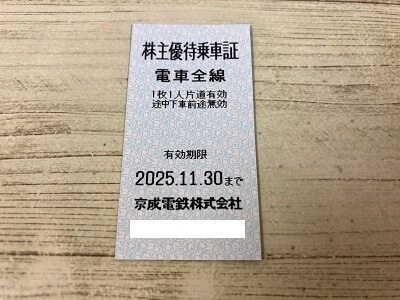 株主優待乗車証
電車全線
1枚1人片道有効
途中下車前途無効
有効期限
2025.11.30まで
京成電鉄株式会社